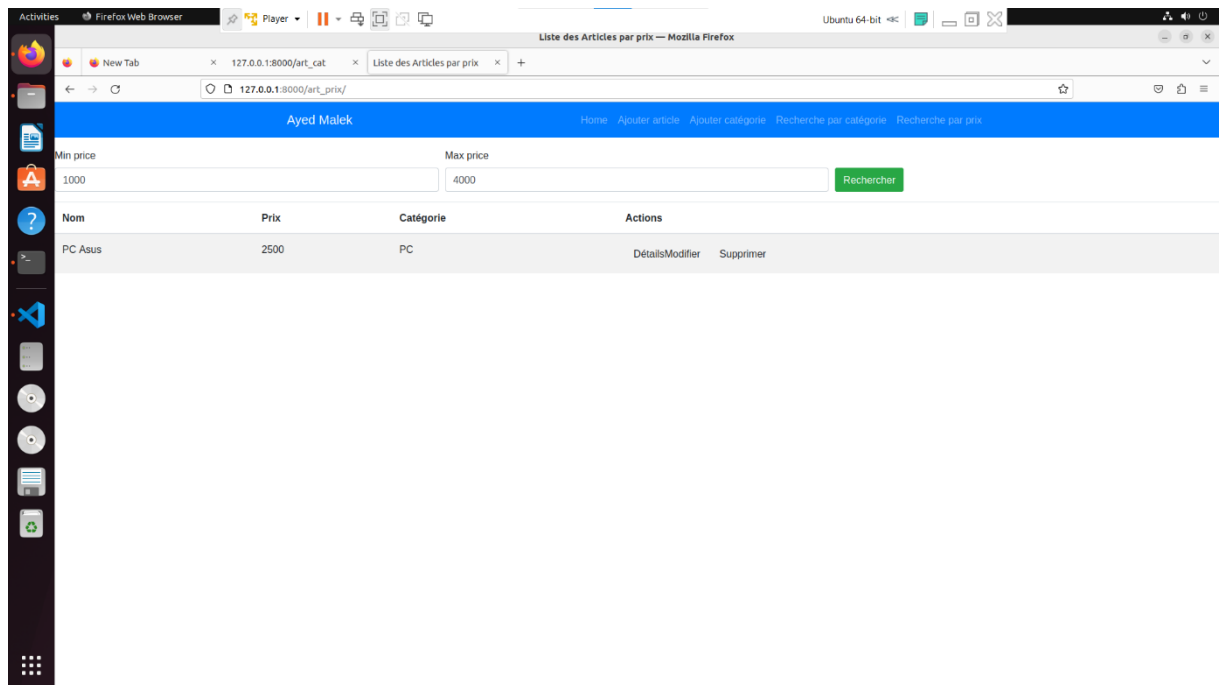 Activities Firefox Web Browser Player Ubuntu 64-bit
Liste des Articles par prix — Mozilla Firefox
New Tab × 127.0.0.1:8000/art_cat × Liste des Articles par prix × +
127.0.0.1:8000/art_prix/
Ayed Malek Home Ajouter article Ajouter catégorie Recherche par catégorie Recherche par prix
Min price Max price
1000 4000 Rechercher
Nom Prix Catégorie Actions
PC Asus 2500 PC DétailsModifier Supprimer